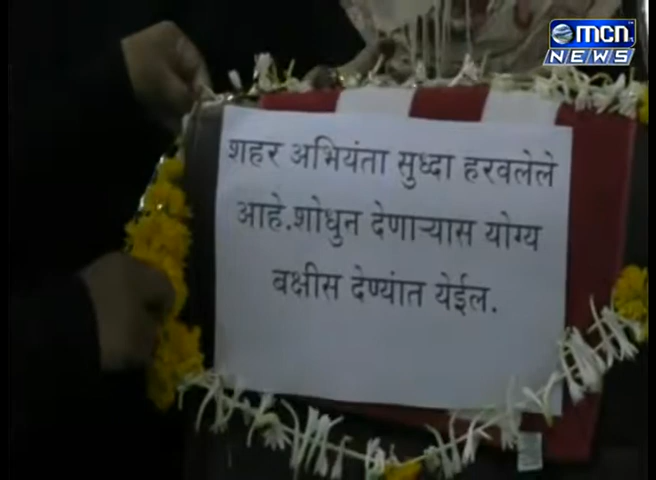 mcn
NEWS
शहर अभियंता सुध्दा हरवलेले
आहे.शोधुन देणाऱ्यास योग्य
बक्षीस देण्यांत येईल.